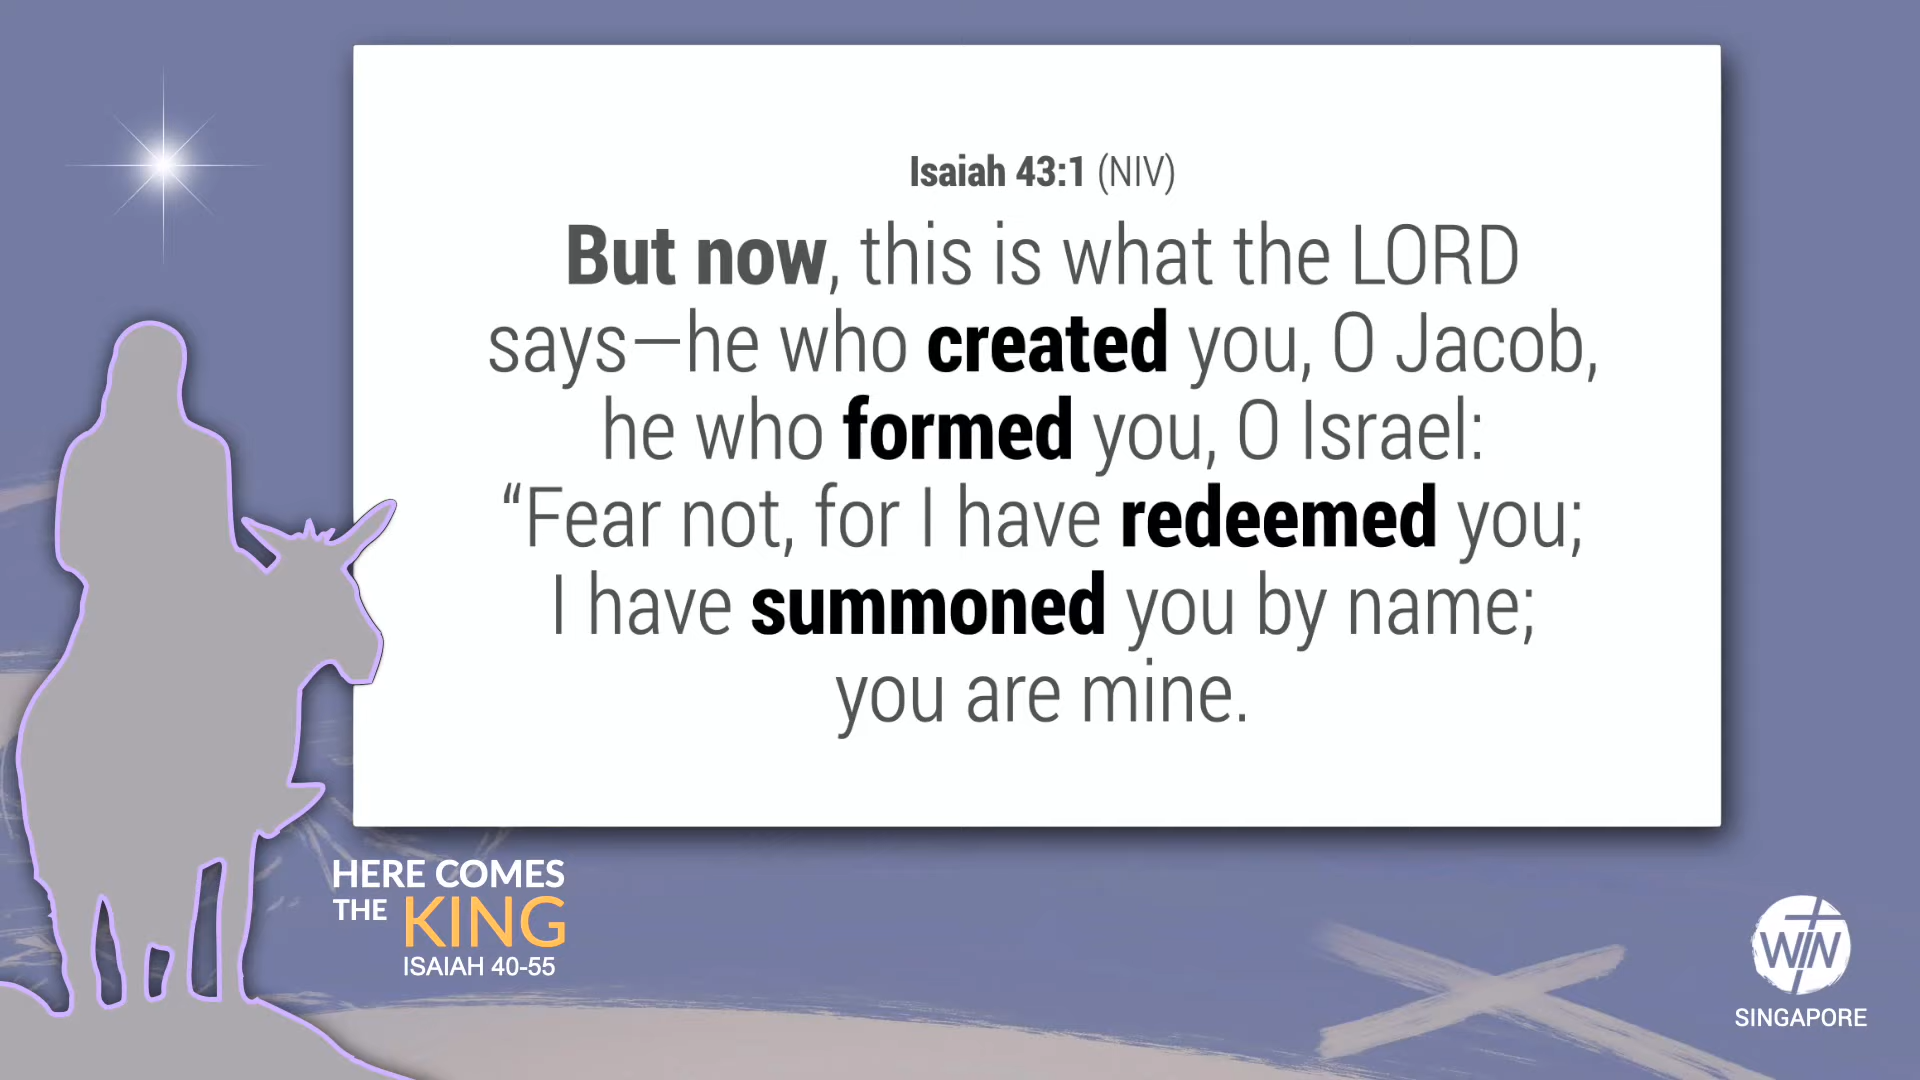 Isaiah 43:1 (NIV)
But now, this is what the LORD
says—he who created you, O Jacob,
he who formed you, O Israel:
“Fear not, for I have redeemed you;
I have summoned you by name;
you are mine.
HERE COMES
THE KING
ISAIAH 40-55
WIN
SINGAPORE